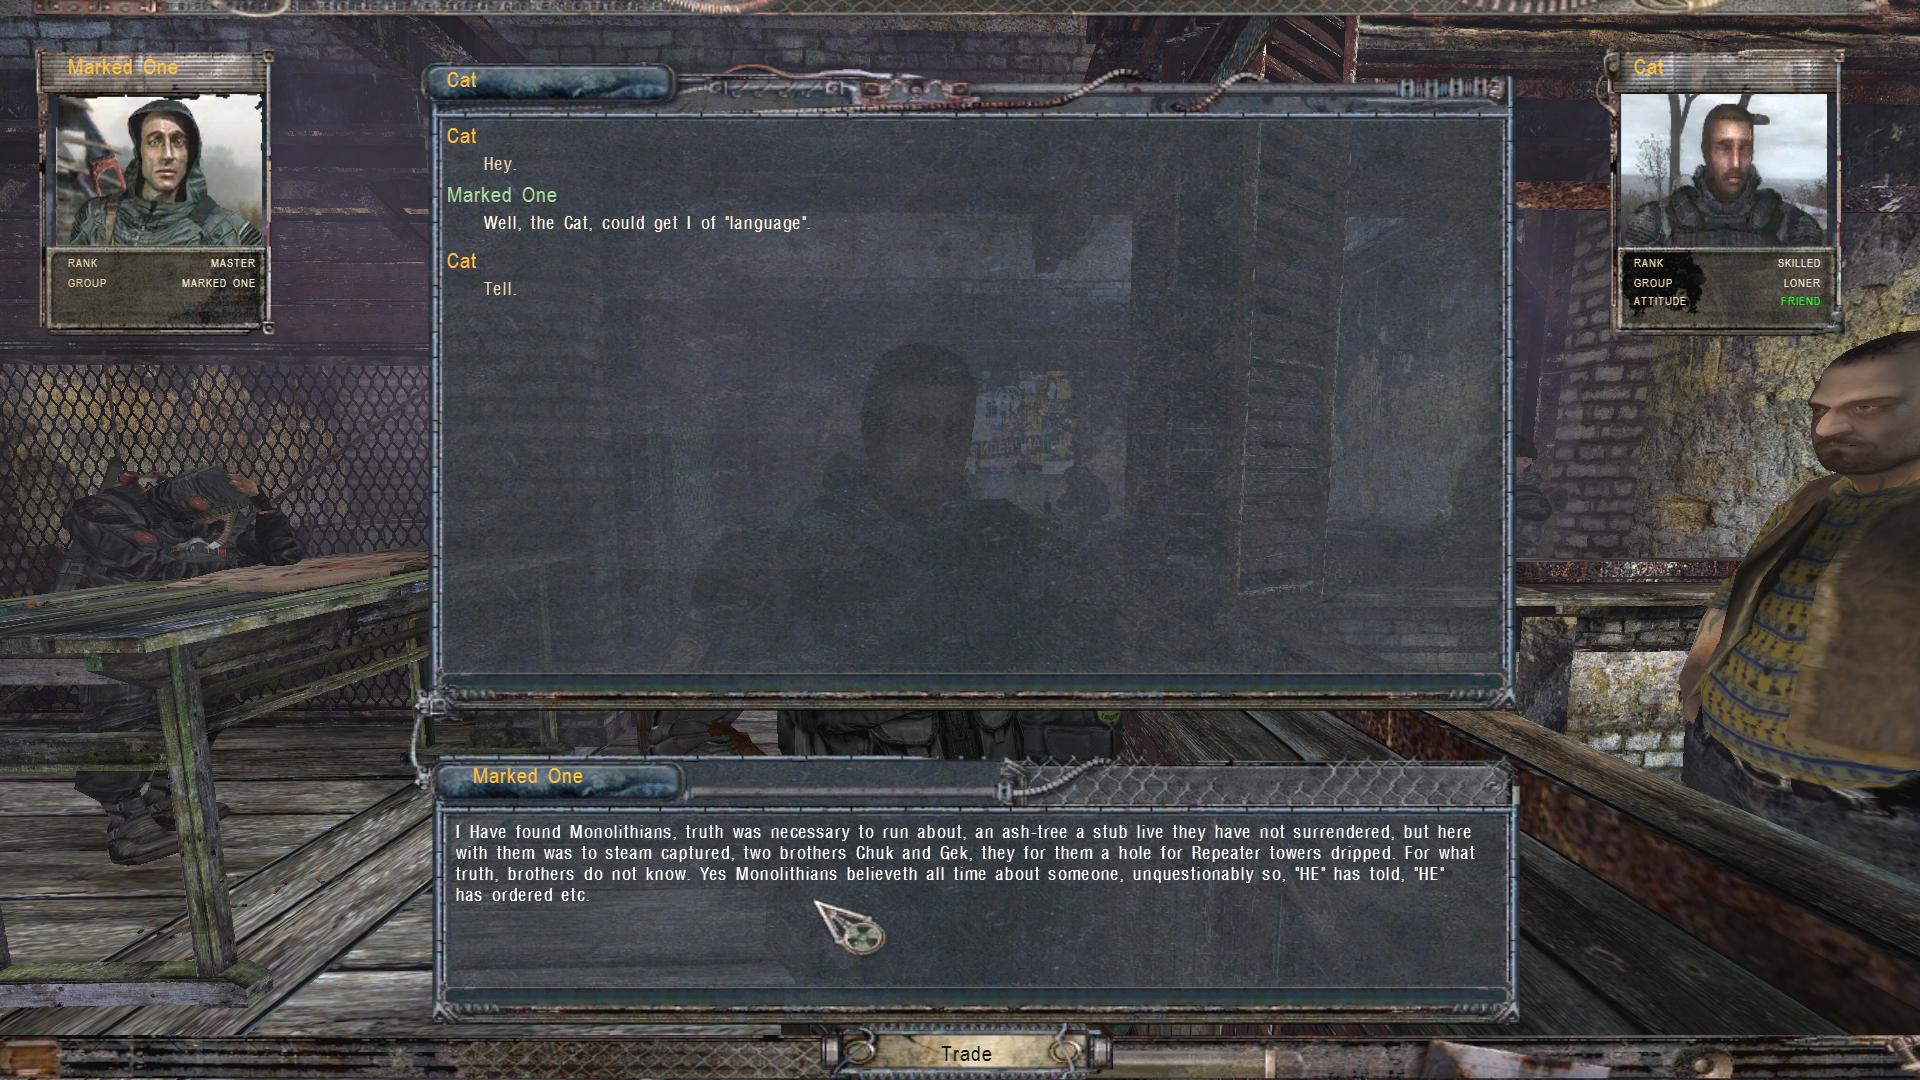 Marked One
Cat
Cat
RANK MASTER
GROUP MARKED ONE
RANK SKILLED
GROUP LONER
ATTITUDE FRIEND
Cat
Hey.
Marked One
Well, the Cat, could get I of "language".
Cat
Tell.
Marked One
I Have found Monolithians, truth was necessary to run about, an ash-tree a stub live they have not surrendered, but here
with them was to steam captured, two brothers Chuk and Gek, they for them a hole for Repeater towers dripped. For what
truth, brothers do not know. Yes Monolithians believeth all time about someone, unquestionably so, "HE" has told, "HE"
has ordered etc.
Trade